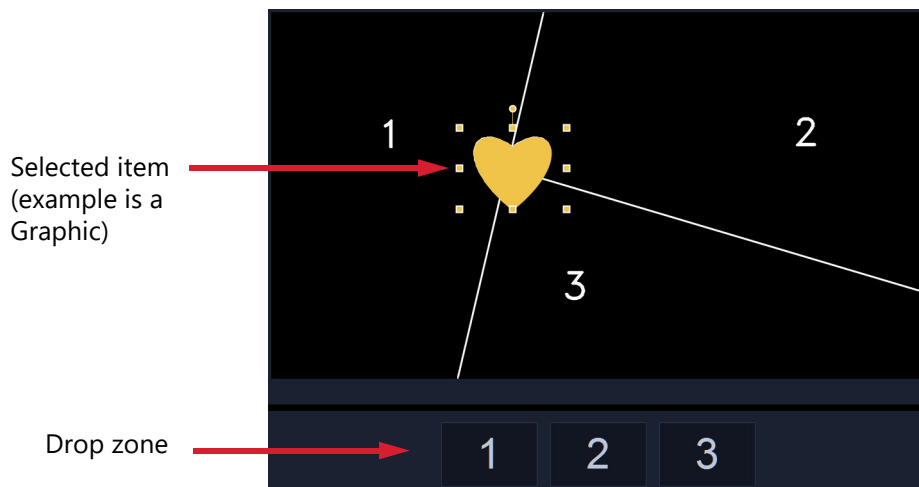 1
2
Selected item
(example is a
Graphic)
3
Drop zone
1 2 3